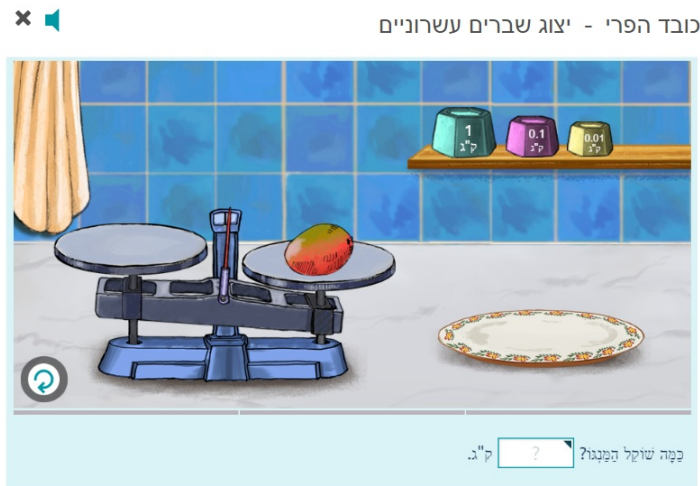 כובד הפרי - יצוג שברים עשרוניים
1
ק"ג
0.1
ק"ג
0.01
ק"ג
כַּמָּה שׁוֹקֵל הַמַּנְגּוֹ? ? ק"ג.